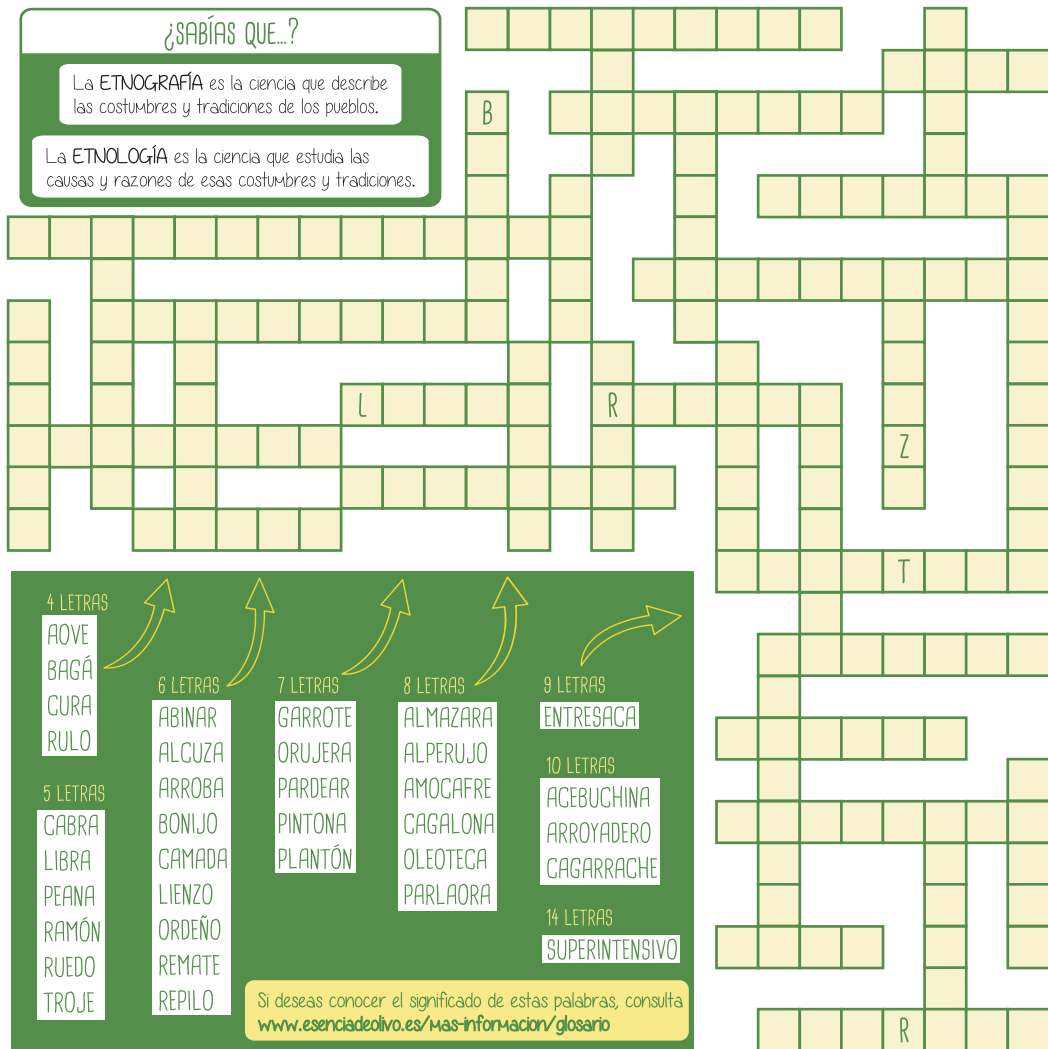 ¿SABÍAS QUE...?
La ETNOGRAFÍA es la ciencia que describe
las costumbres y tradiciones de los pueblos.
La ETNOLOGÍA es la ciencia que estudia las
causas y razones de esas costumbres y tradiciones.
B
L
R
Z
T
R
4 LETRAS
AOVE
BAGÁ
CURA
RULO
5 LETRAS
CABRA
LIBRA
PEANA
RAMÓN
RUEDO
TROJE
6 LETRAS
ABINAR
ALCUZA
ARROBA
BONIJO
CAMADA
LIENZO
ORDEÑO
REMATE
REPILO
7 LETRAS
GARROTE
ORUJERA
PARDEAR
PINTONA
PLANTÓN
8 LETRAS
ALMAZARA
ALPERUJO
AMOCAFRE
CAGALONA
OLEOTECA
PARLAORA
9 LETRAS
ENTRESACA
10 LETRAS
ACEBUCHINA
ARROYADERO
CAGARRACHE
14 LETRAS
SUPERINTENSIVO
Si deseas conocer el significado de estas palabras, consulta
www.esenciadeolivo.es/mas-informacion/glosario